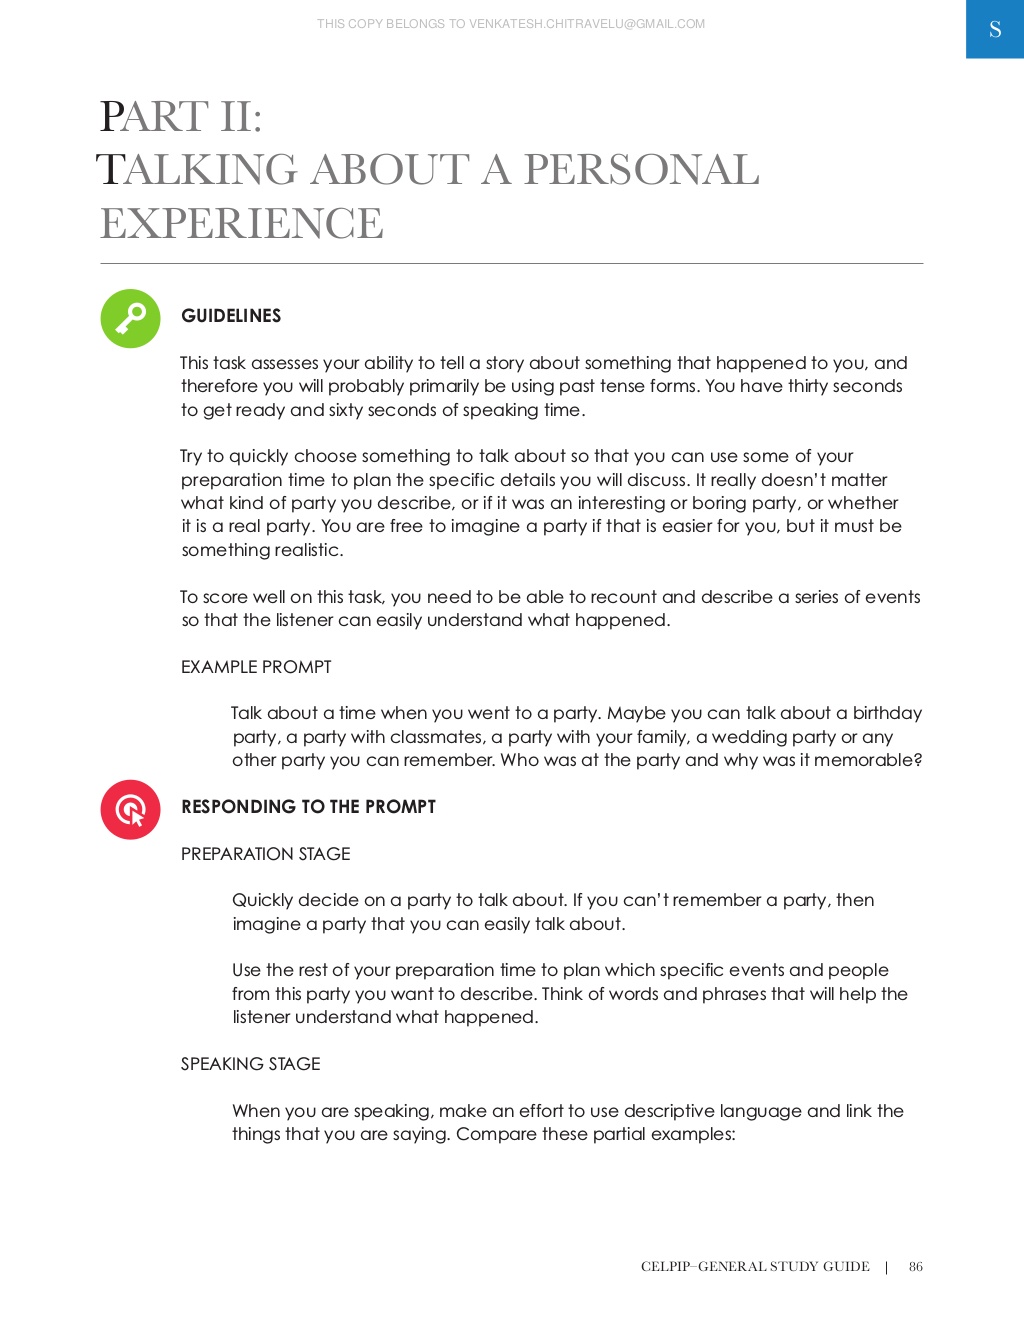 THIS COPY BELONGS TO VENKATESH.CHITRAVELU@GMAIL.COM
S
PART II:
TALKING ABOUT A PERSONAL
EXPERIENCE
GUIDELINES
This task assesses your ability to tell a story about something that happened to you, and
therefore you will probably primarily be using past tense forms. You have thirty seconds
to get ready and sixty seconds of speaking time.
Try to quickly choose something to talk about so that you can use some of your
preparation time to plan the specific details you will discuss. It really doesn't matter
what kind of party you describe, or if it was an interesting or boring party, or whether
it is a real party. You are free to imagine a party if that is easier for you, but it must be
something realistic.
To score well on this task, you need to be able to recount and describe a series of events
so that the listener can easily understand what happened.
EXAMPLE PROMPT
Talk about a time when you went to a party. Maybe you can talk about a birthday
party, a party with classmates, a party with your family, a wedding party or any
other party you can remember. Who was at the party and why was it memorable?
RESPONDING TO THE PROMPT
PREPARATION STAGE
Quickly decide on a party to talk about. If you can't remember a party, then
imagine a party that you can easily talk about.
Use the rest of your preparation time to plan which specific events and people
from this party you want to describe. Think of words and phrases that will help the
listener understand what happened.
SPEAKING STAGE
When you are speaking, make an effort to use descriptive language and link the
things that you are saying. Compare these partial examples:
CELPIP–GENERAL STUDY GUIDE | 86